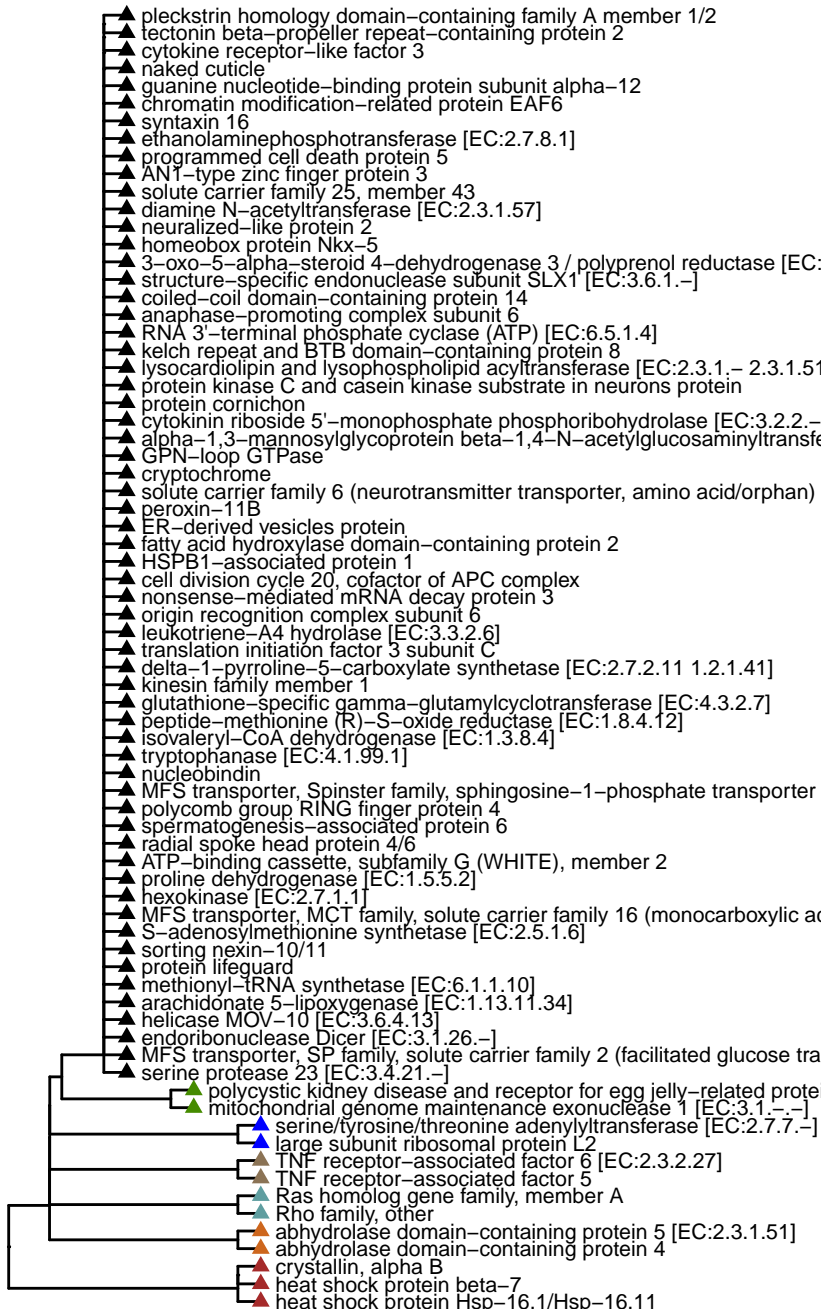 pleckstrin homology domain−containing family A member 1/2
tectonin beta−propeller repeat−containing protein 2
cytokine receptor−like factor 3
naked cuticle
guanine nucleotide−binding protein subunit alpha−12
chromatin modification−related protein EAF6
syntaxin 16
ethanolaminephosphotransferase [EC:2.7.8.1]
programmed cell death protein 5
AN1−type zinc finger protein 3
solute carrier family 25, member 43
diamine N−acetyltransferase [EC:2.3.1.57]
neuralized−like protein 2
homeobox protein Nkx−5
3−oxo−5−alpha−steroid 4−dehydrogenase 3 / polyprenol reductase [EC:
structure−specific endonuclease subunit SLX1 [EC:3.6.1.−]
coiled−coil domain−containing protein 14
anaphase−promoting complex subunit 6
RNA 3'−terminal phosphate cyclase (ATP) [EC:6.5.1.4]
kelch repeat and BTB domain−containing protein 8
lysocardiolipin and lysophospholipid acyltransferase [EC:2.3.1.− 2.3.1.51
protein kinase C and casein kinase substrate in neurons protein
protein cornichon
cytokinin riboside 5'−monophosphate phosphoribohydrolase [EC:3.2.2.−
alpha−1,3−mannosylglycoprotein beta−1,4−N−acetylglucosaminyltransfe
GPN−loop GTPase
cryptochrome
solute carrier family 6 (neurotransmitter transporter, amino acid/orphan)
peroxin−11B
ER−derived vesicles protein
fatty acid hydroxylase domain−containing protein 2
HSPB1−associated protein 1
cell division cycle 20, cofactor of APC complex
nonsense−mediated mRNA decay protein 3
origin recognition complex subunit 6
leukotriene−A4 hydrolase [EC:3.3.2.6]
translation initiation factor 3 subunit C
delta−1−pyrroline−5−carboxylate synthetase [EC:2.7.2.11 1.2.1.41]
kinesin family member 1
glutathione−specific gamma−glutamylcyclotransferase [EC:4.3.2.7]
peptide−methionine (R)−S−oxide reductase [EC:1.8.4.12]
isovaleryl−CoA dehydrogenase [EC:1.3.8.4]
tryptophanase [EC:4.1.99.1]
nucleobindin
MFS transporter, Spinster family, sphingosine−1−phosphate transporter
polycomb group RING finger protein 4
spermatogenesis−associated protein 6
radial spoke head protein 4/6
ATP−binding cassette, subfamily G (WHITE), member 2
proline dehydrogenase [EC:1.5.5.2]
hexokinase [EC:2.7.1.1]
MFS transporter, MCT family, solute carrier family 16 (monocarboxylic ac
S−adenosylmethionine synthetase [EC:2.5.1.6]
sorting nexin−10/11
protein lifeguard
methionyl−tRNA synthetase [EC:6.1.1.10]
arachidonate 5−lipoxygenase [EC:1.13.11.34]
helicase MOV−10 [EC:3.6.4.13]
endoribonuclease Dicer [EC:3.1.26.−]
MFS transporter, SP family, solute carrier family 2 (facilitated glucose tra
serine protease 23 [EC:3.4.21.−]
polycystic kidney disease and receptor for egg jelly−related protei
mitochondrial genome maintenance exonuclease 1 [EC:3.1.−.−]
serine/tyrosine/threonine adenylyltransferase [EC:2.7.7.−]
large subunit ribosomal protein L2
TNF receptor−associated factor 6 [EC:2.3.2.27]
TNF receptor−associated factor 5
Ras homolog gene family, member A
Rho family, other
abhydrolase domain−containing protein 5 [EC:2.3.1.51]
abhydrolase domain−containing protein 4
crystallin, alpha B
heat shock protein beta−7
heat shock protein Hsp−16.1/Hsp−16.11